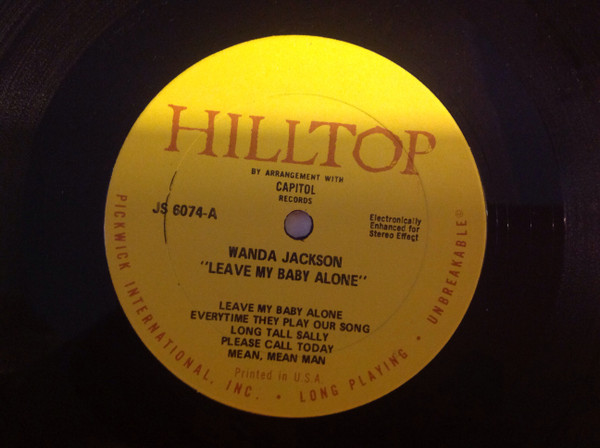 HILLTOP
BY ARRANGEMENT WITH
CAPITOL
RECORDS
JS 6074-A
Electronically
Enhanced for
Stereo Effect
WANDA JACKSON
"LEAVE MY BABY ALONE"
LEAVE MY BABY ALONE
EVERYTIME THEY PLAY OUR SONG
LONG TALL SALLY
PLEASE CALL TODAY
MEAN, MEAN MAN
Printed in U.S.A.
PICKWICK INTERNATIONAL, INC. • LONG PLAYING • UNBREAKABLE®